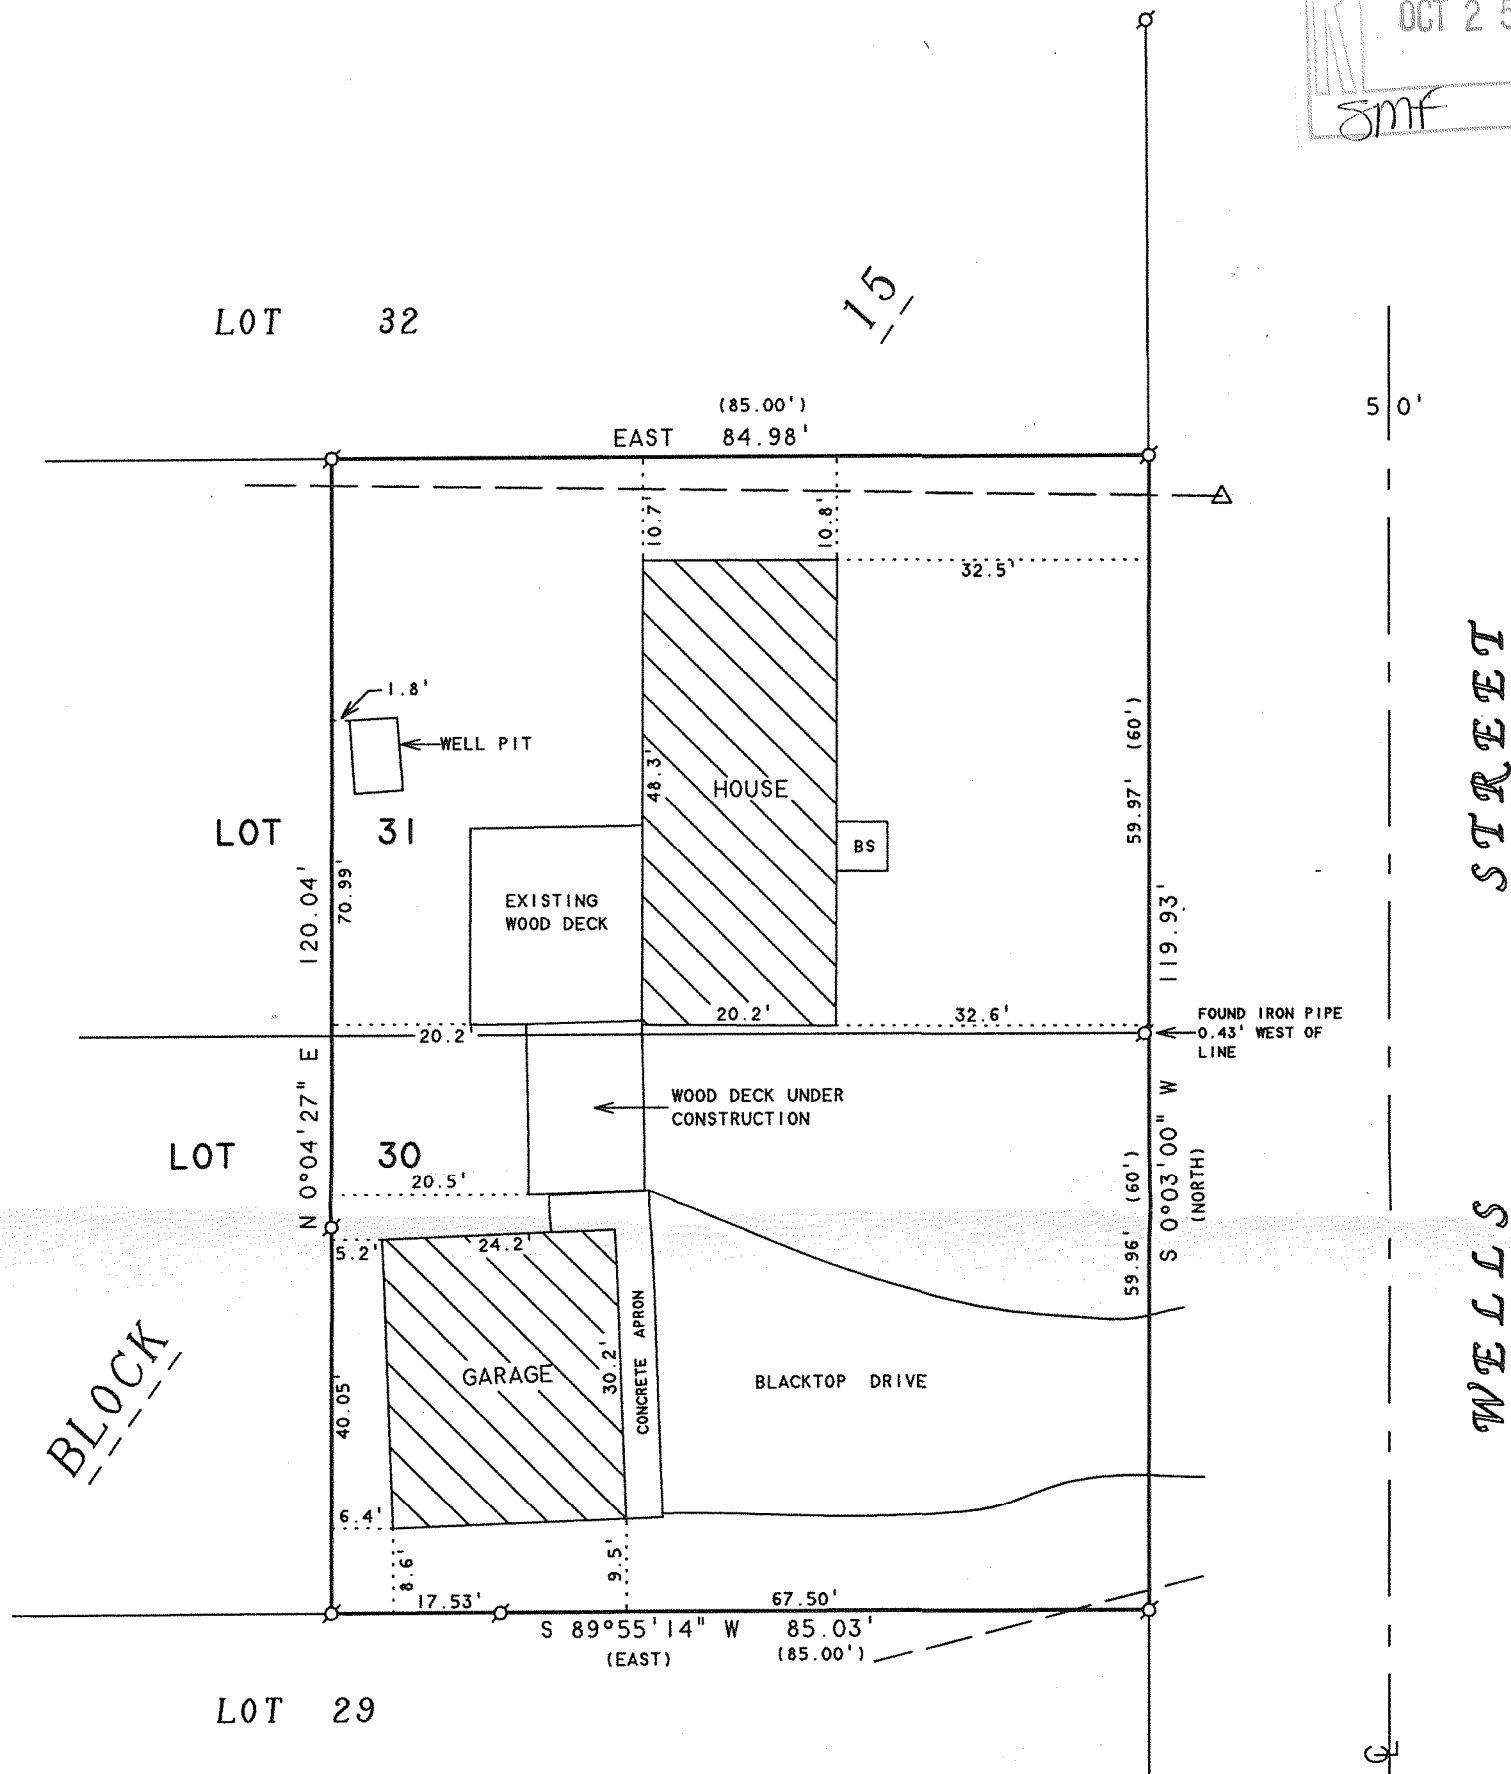 OCT 25
SMF
15
LOT 32
(85.00')
EAST 84.98'
50'
10.7'
10.8'
32.5'
1.8'
WELL PIT
48.3'
HOUSE
59.97' (60')
STREET
LOT 31
BS
120.04'
70.99'
EXISTING
WOOD DECK
119.93'
20.2'
20.2'
32.6'
FOUND IRON PIPE
0.43' WEST OF
LINE
WOOD DECK UNDER
CONSTRUCTION
N 0°04'27" E
LOT 30
20.5'
S 0°03'00" W
(NORTH)
59.96' (60')
5.2'
24.2'
WELLS
BLOCK
40.05'
GARAGE
30.2'
CONCRETE APRON
BLACKTOP DRIVE
6.4'
8.6'
9.5'
17.53'
67.50'
S 89°55'14" W 85.03'
(EAST) (85.00')
LOT 29
CL